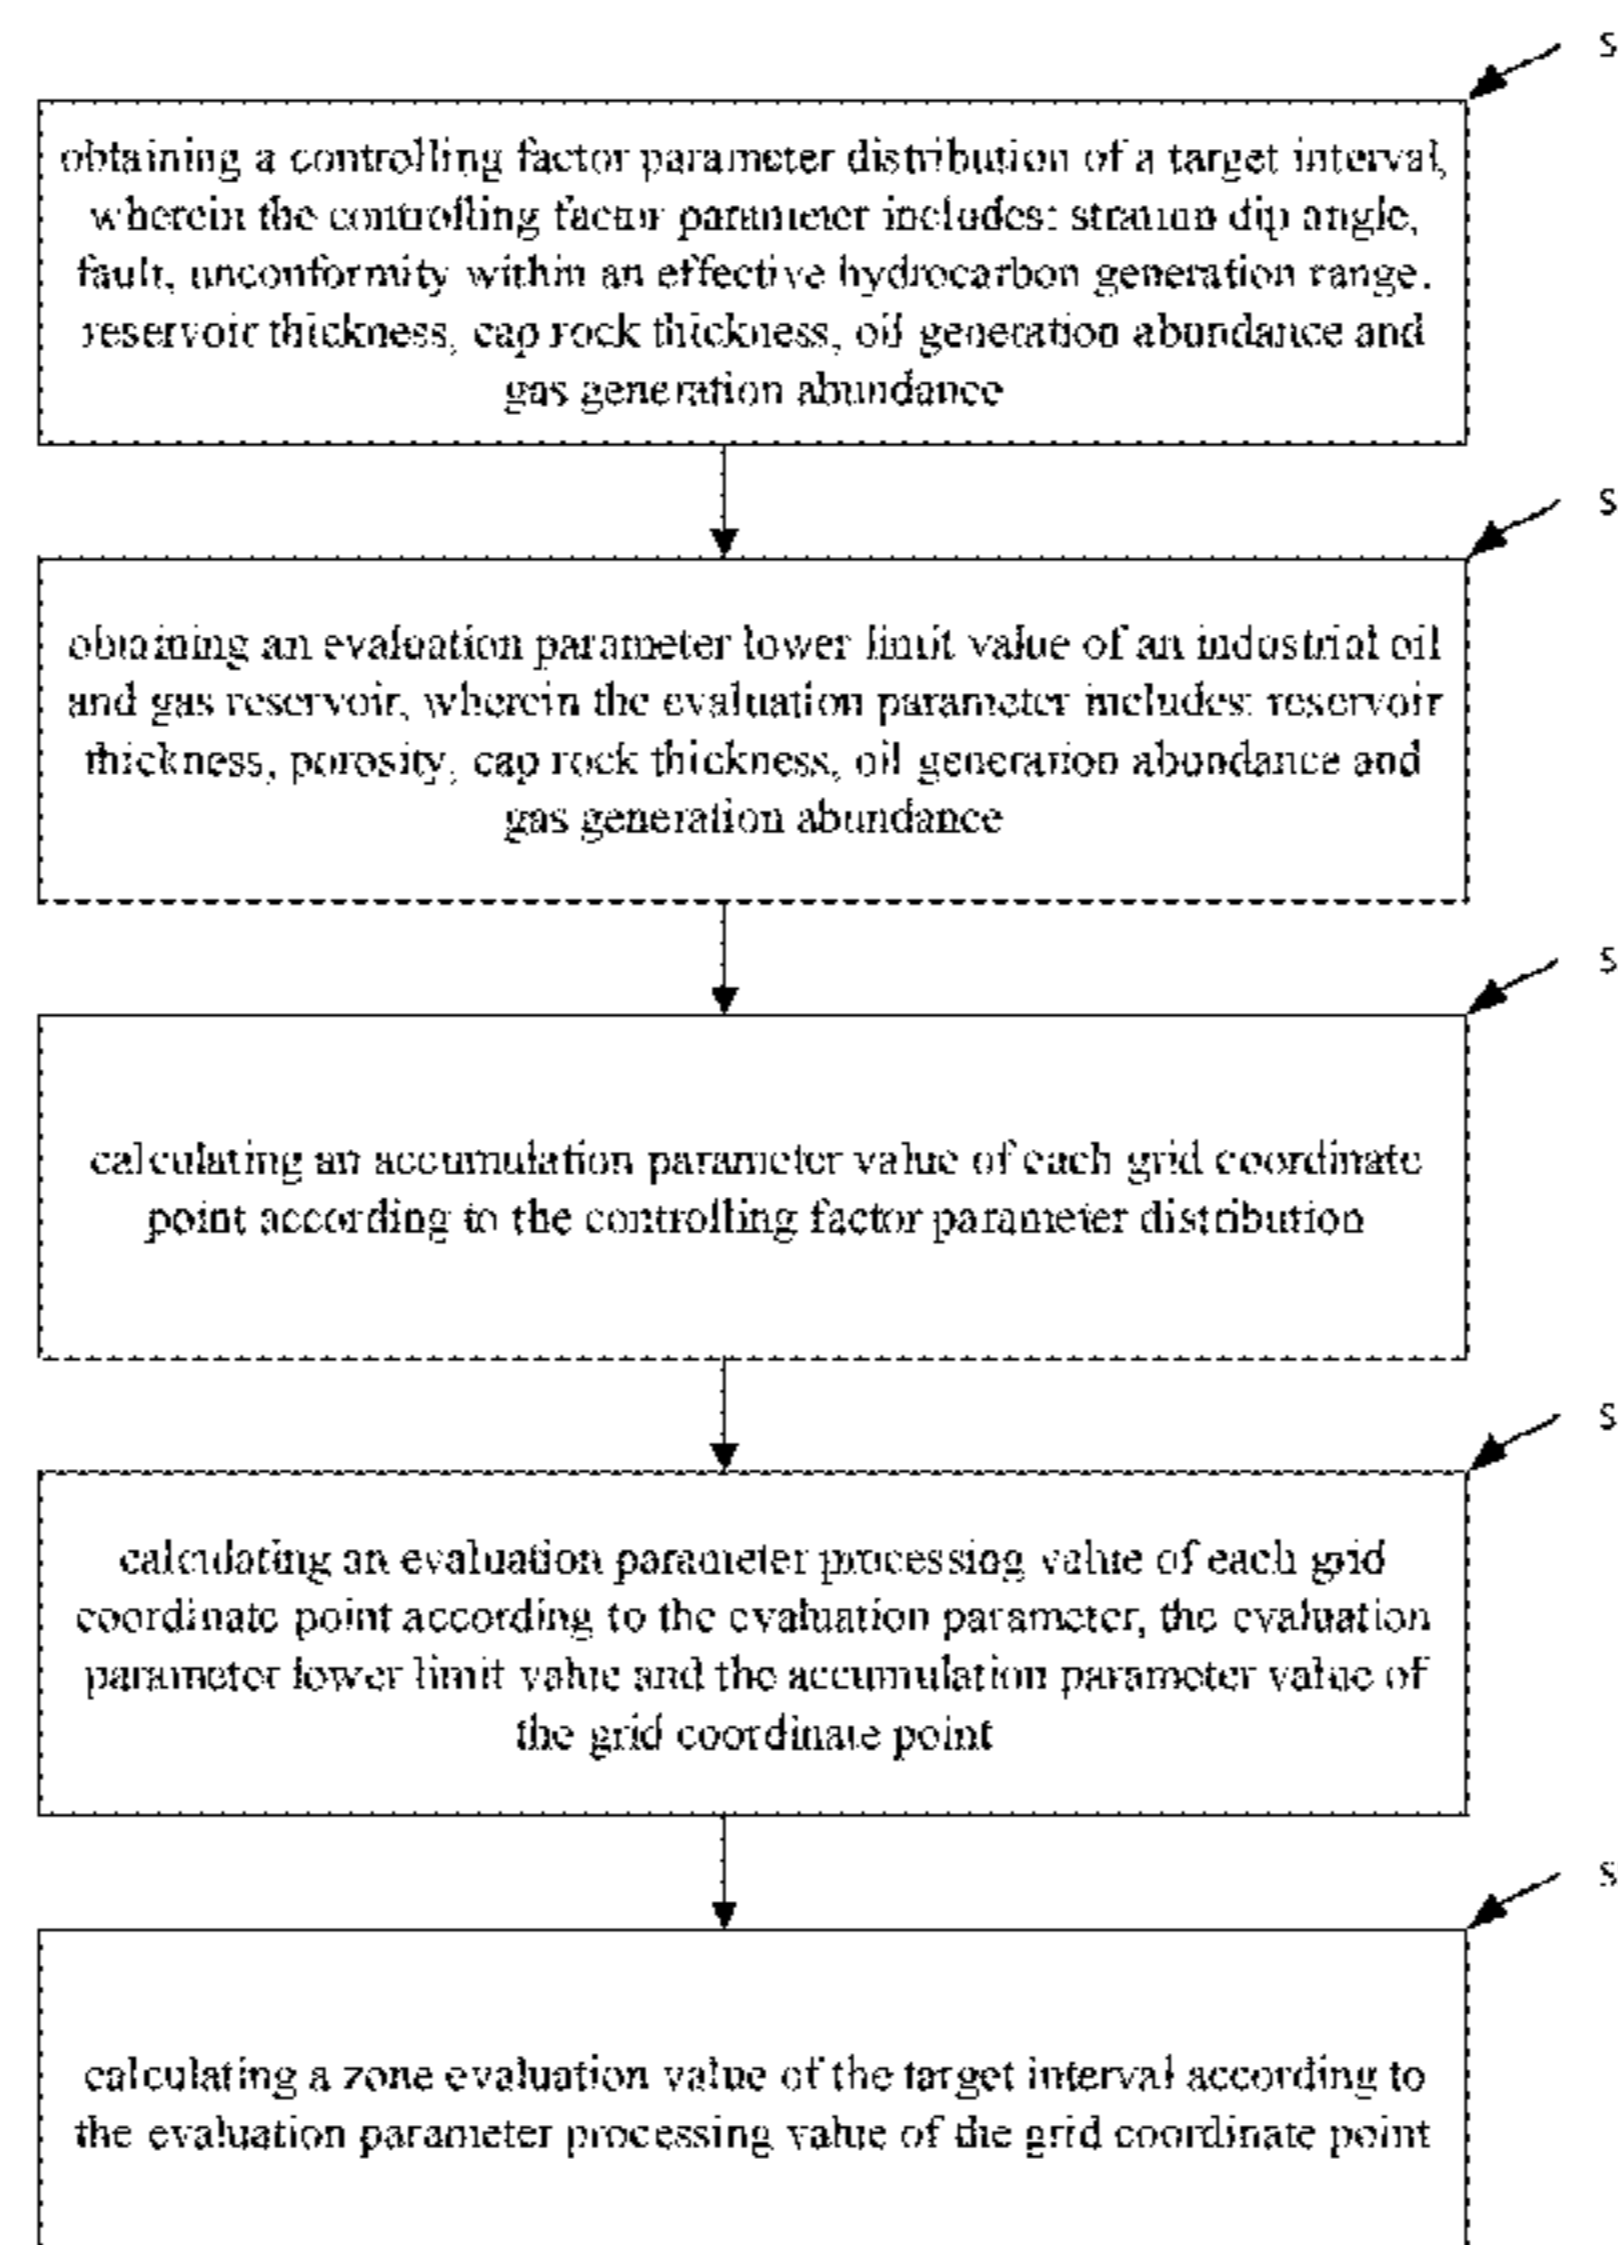 S
obtaining a controlling factor parameter distribution of a target interval,
wherein the controlling factor parameter includes: stratum dip angle,
fault, unconformity within an effective hydrocarbon generation range,
reservoir thickness, cap rock thickness, oil generation abundance and
gas generation abundance
S
obtaining an evaluation parameter lower limit value of an industrial oil
and gas reservoir, wherein the evaluation parameter includes: reservoir
thickness, porosity, cap rock thickness, oil generation abundance and
gas generation abundance
S
calculating an accumulation parameter value of each grid coordinate
point according to the controlling factor parameter distribution
S
calculating an evaluation parameter processing value of each grid
coordinate point according to the evaluation parameter, the evaluation
parameter lower limit value and the accumulation parameter value of
the grid coordinate point
S
calculating a zone evaluation value of the target interval according to
the evaluation parameter processing value of the grid coordinate point